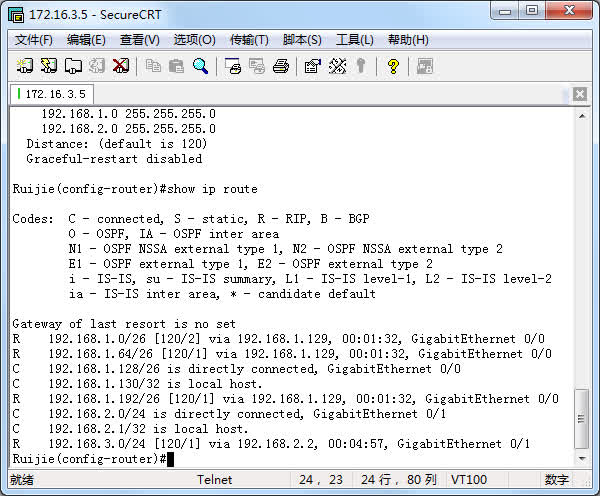 172.16.3.5 - SecureCRT
文件(F) 编辑(E) 查看(V) 选项(O) 传输(T) 脚本(S) 工具(L) 帮助(H)
172.16.3.5
192.168.1.0 255.255.255.0
192.168.2.0 255.255.255.0
Distance: (default is 120)
Graceful-restart disabled
Ruijie(config-router)#show ip route
Codes: C - connected, S - static, R - RIP, B - BGP
O - OSPF, IA - OSPF inter area
N1 - OSPF NSSA external type 1, N2 - OSPF NSSA external type 2
E1 - OSPF external type 1, E2 - OSPF external type 2
i - IS-IS, su - IS-IS summary, L1 - IS-IS level-1, L2 - IS-IS level-2
ia - IS-IS inter area, * - candidate default
Gateway of last resort is no set
R 192.168.1.0/26 [120/2] via 192.168.1.129, 00:01:32, GigabitEthernet 0/0
R 192.168.1.64/26 [120/1] via 192.168.1.129, 00:01:32, GigabitEthernet 0/0
C 192.168.1.128/26 is directly connected, GigabitEthernet 0/0
C 192.168.1.130/32 is local host.
R 192.168.1.192/26 [120/1] via 192.168.1.129, 00:01:32, GigabitEthernet 0/0
C 192.168.2.0/24 is directly connected, GigabitEthernet 0/1
C 192.168.2.1/32 is local host.
R 192.168.3.0/24 [120/1] via 192.168.2.2, 00:04:57, GigabitEthernet 0/1
Ruijie(config-router)#
就绪 Telnet 24, 23 24 行, 80 列 VT100 数字